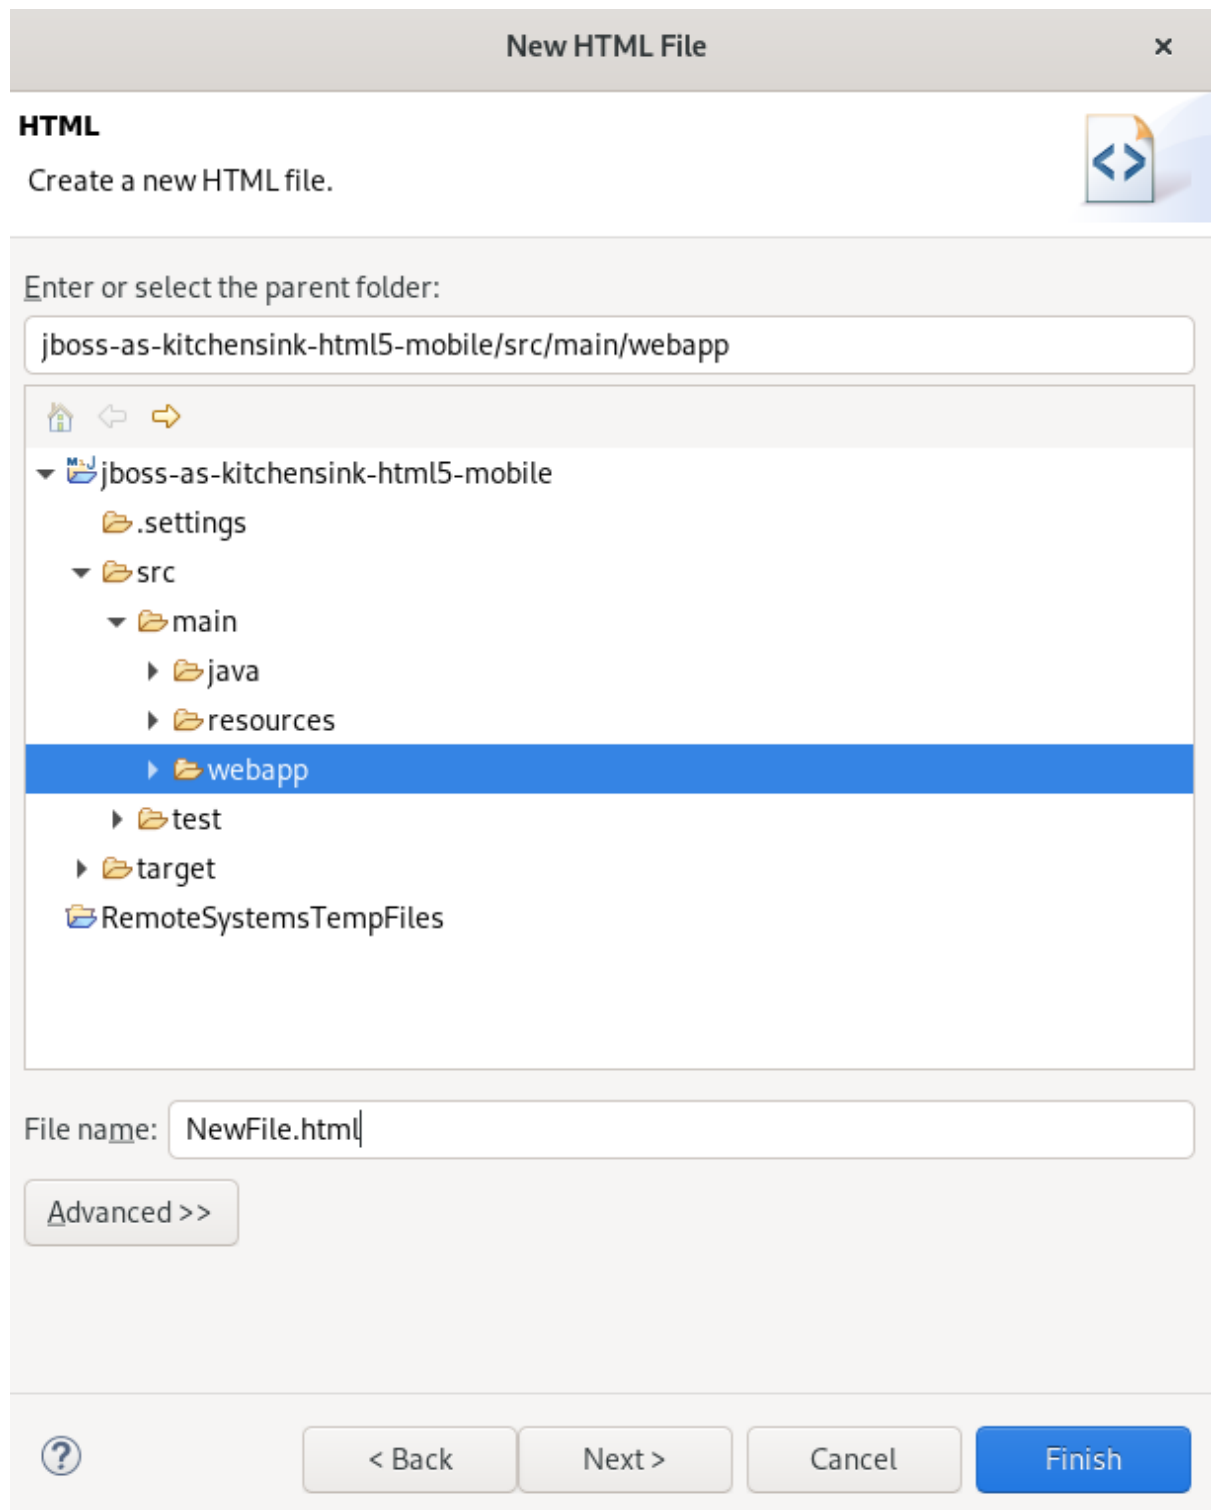 New HTML File
HTML
Create a new HTML file.
Enter or select the parent folder:
jboss-as-kitchensink-html5-mobile/src/main/webapp
jboss-as-kitchensink-html5-mobile
.settings
src
main
java
resources
webapp
test
target
RemoteSystemsTempFiles
File name: NewFile.html
Advanced >>
< Back Next > Cancel Finish